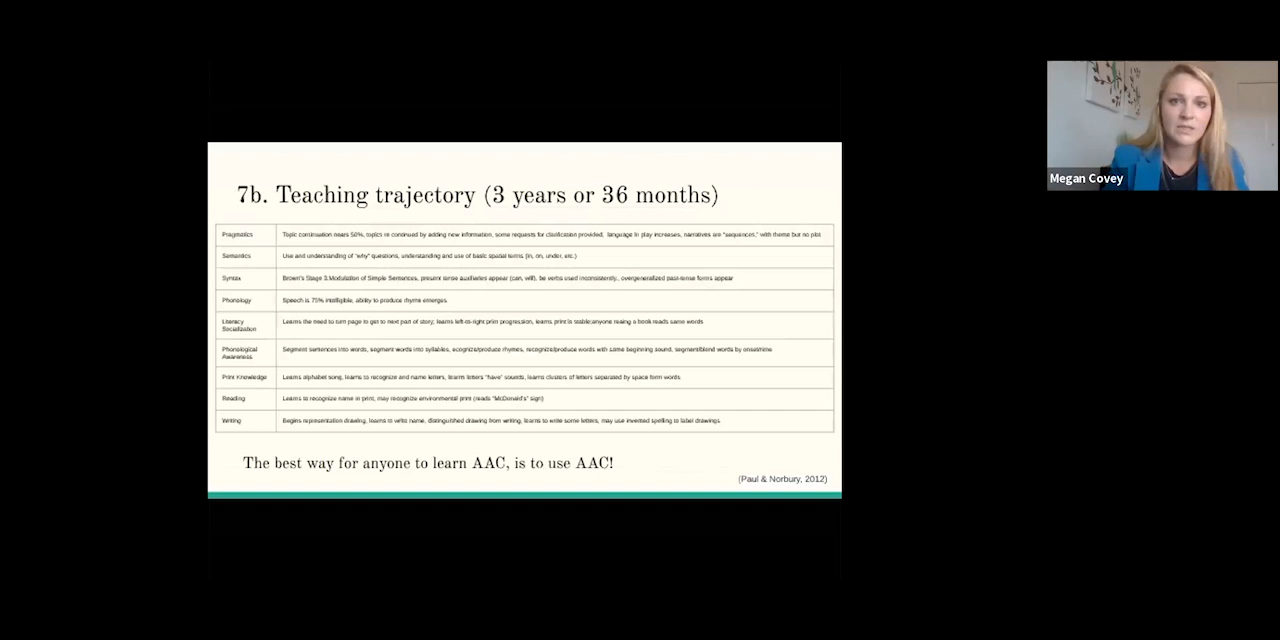 7b. Teaching trajectory (3 years or 36 months)
Pragmatics Topic continuation nears 50%, topics re continued by adding new information, some requests for clarification provided, language in play increases, narratives are "sequences," with theme but no plot
Semantics Use and understanding of "why" questions, understanding and use of basic spatial terms (in, on, under, etc.)
Syntax Brown's Stage 3.Modulation of Simple Sentences, present tense auxiliaries appear (can, will), be verbs used inconsistently, overgeneralized past-tense forms appear
Phonology Speech is 75% intelligible, ability to produce rhyme emerges.
Literacy Learns the need to turn page to get to next part of story; learns left-to-right print progression, learns print is stable;anyone reaing a book reads same words
Socialization
Phonological Segment sentences into words, segment words into syllables, ecognize/produce rhymes, recognize/produce words with same beginning sound, segment/blend words by onset/rime
Awareness
Print Knowledge Learns alphabet song, learns to recognize and name letters, learns letters "have" sounds, learns clusters of letters separated by space form words
Reading Learns to recognize name in print, may recognize environmental print (reads "McDonald's" sign)
Writing Begins representation drawing, learns to write name, distinguithed drawing from writing, learns to write some letters, may use invented spelling to label drawings
The best way for anyone to learn AAC, is to use AAC!
(Paul & Norbury, 2012)
Megan Covey